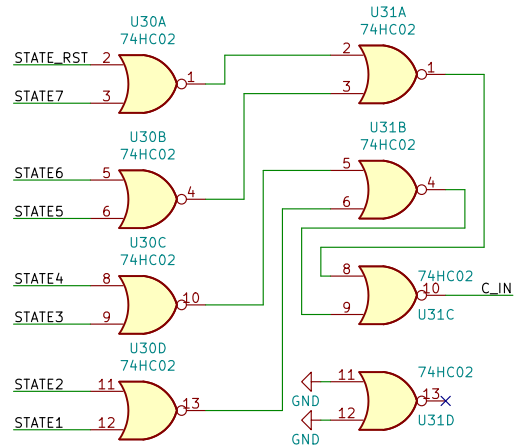 U30A
74HC02
STATE_RST 2
1
STATE7 3
U30B
74HC02
STATE6 5
4
STATE5 6
U30C
74HC02
STATE4 8
10
STATE3 9
U30D
74HC02
STATE2 11
13
STATE1 12
U31A
74HC02
2
1
3
U31B
74HC02
5
4
6
74HC02
8
10 C_IN
9
U31C
74HC02
11
GND
13
12
U31D
GND